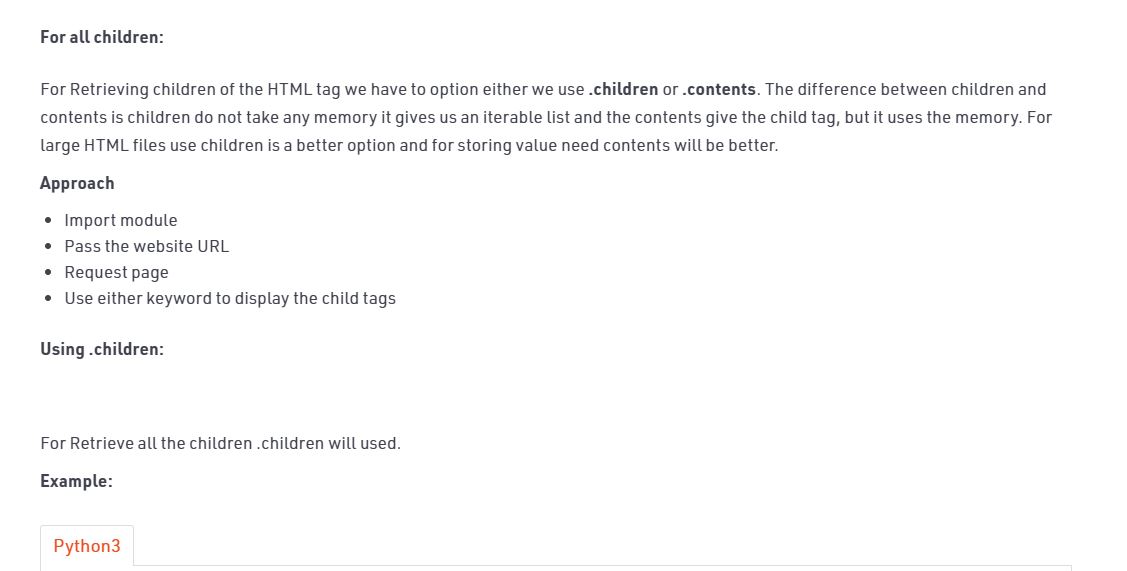 For all children:
For Retrieving children of the HTML tag we have to option either we use .children or .contents. The difference between children and
contents is children do not take any memory it gives us an iterable list and the contents give the child tag, but it uses the memory. For
large HTML files use children is a better option and for storing value need contents will be better.
Approach
• Import module
• Pass the website URL
• Request page
• Use either keyword to display the child tags
Using .children:
For Retrieve all the children .children will used.
Example:
Python3